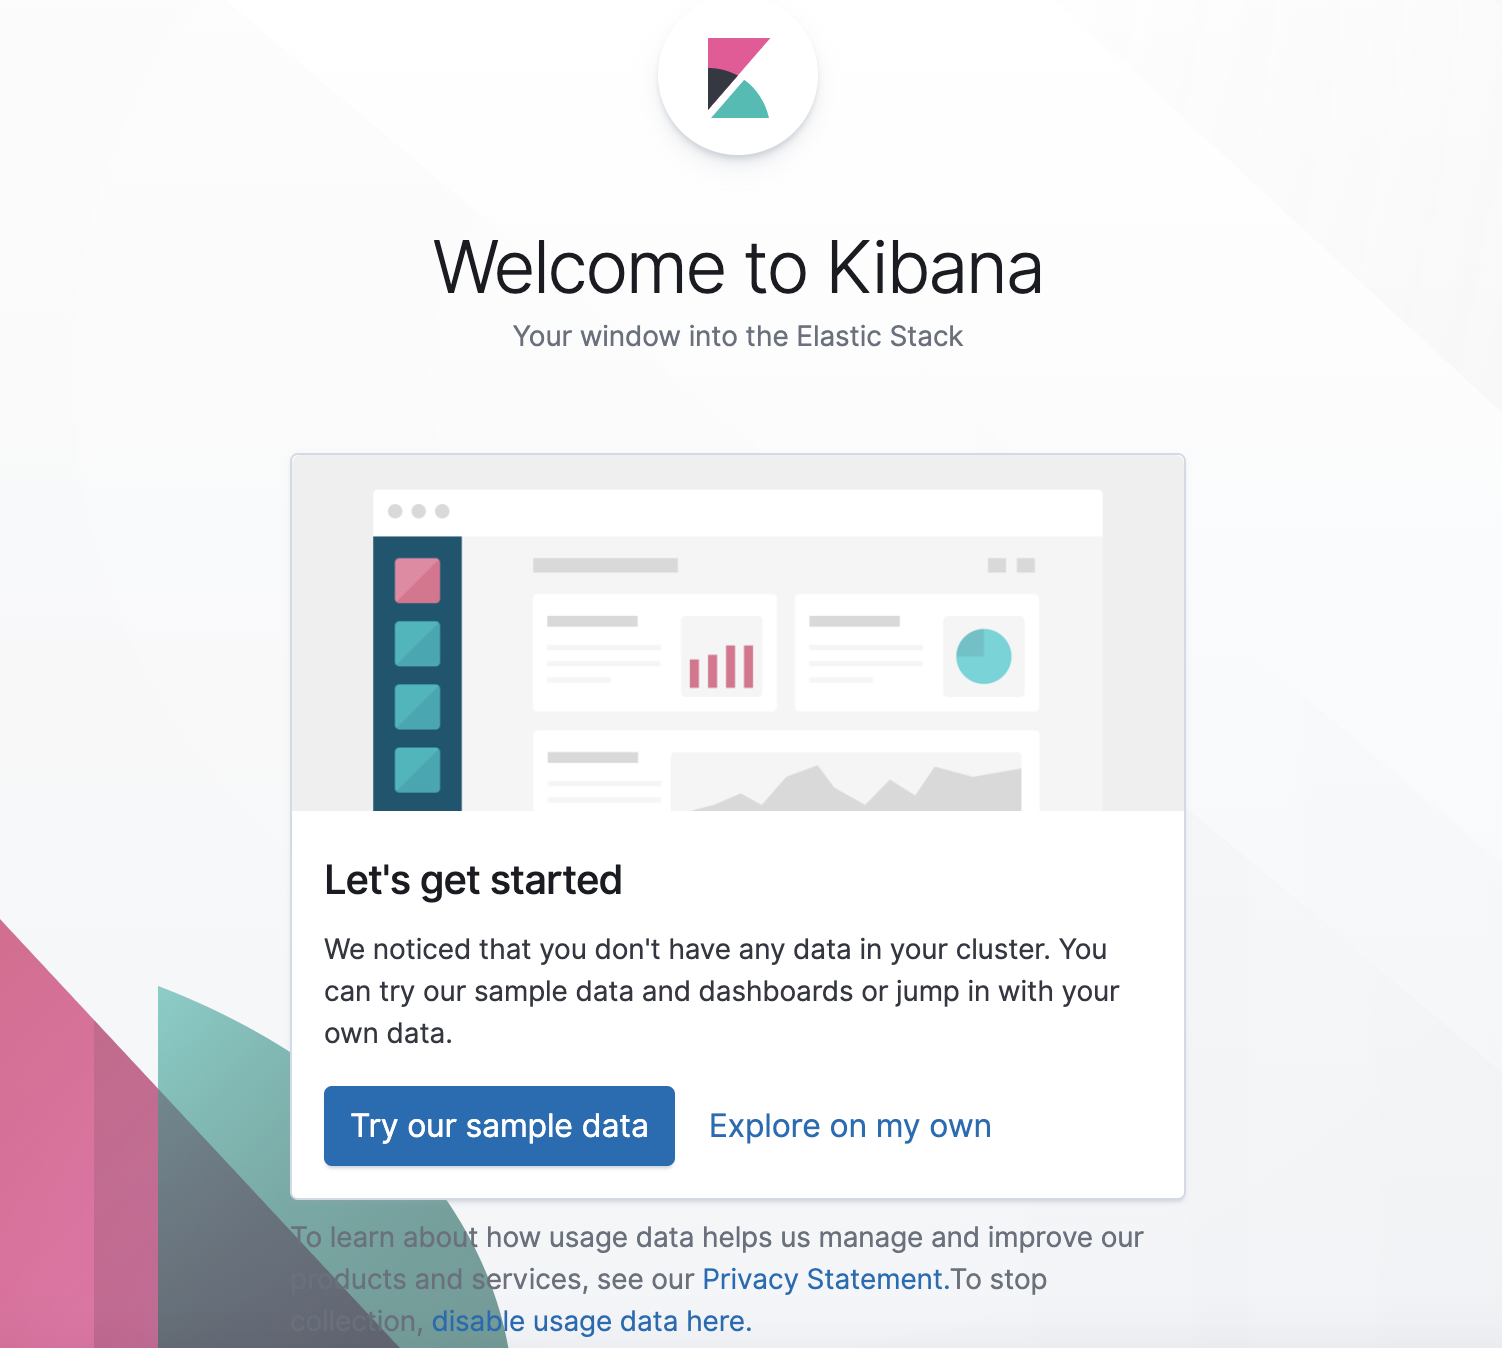 Welcome to Kibana
Your window into the Elastic Stack
Let's get started
We noticed that you don't have any data in your cluster. You
can try our sample data and dashboards or jump in with your
own data.
Try our sample data
Explore on my own
To learn about how usage data helps us manage and improve our
products and services, see our Privacy Statement.To stop
collection, disable usage data here.